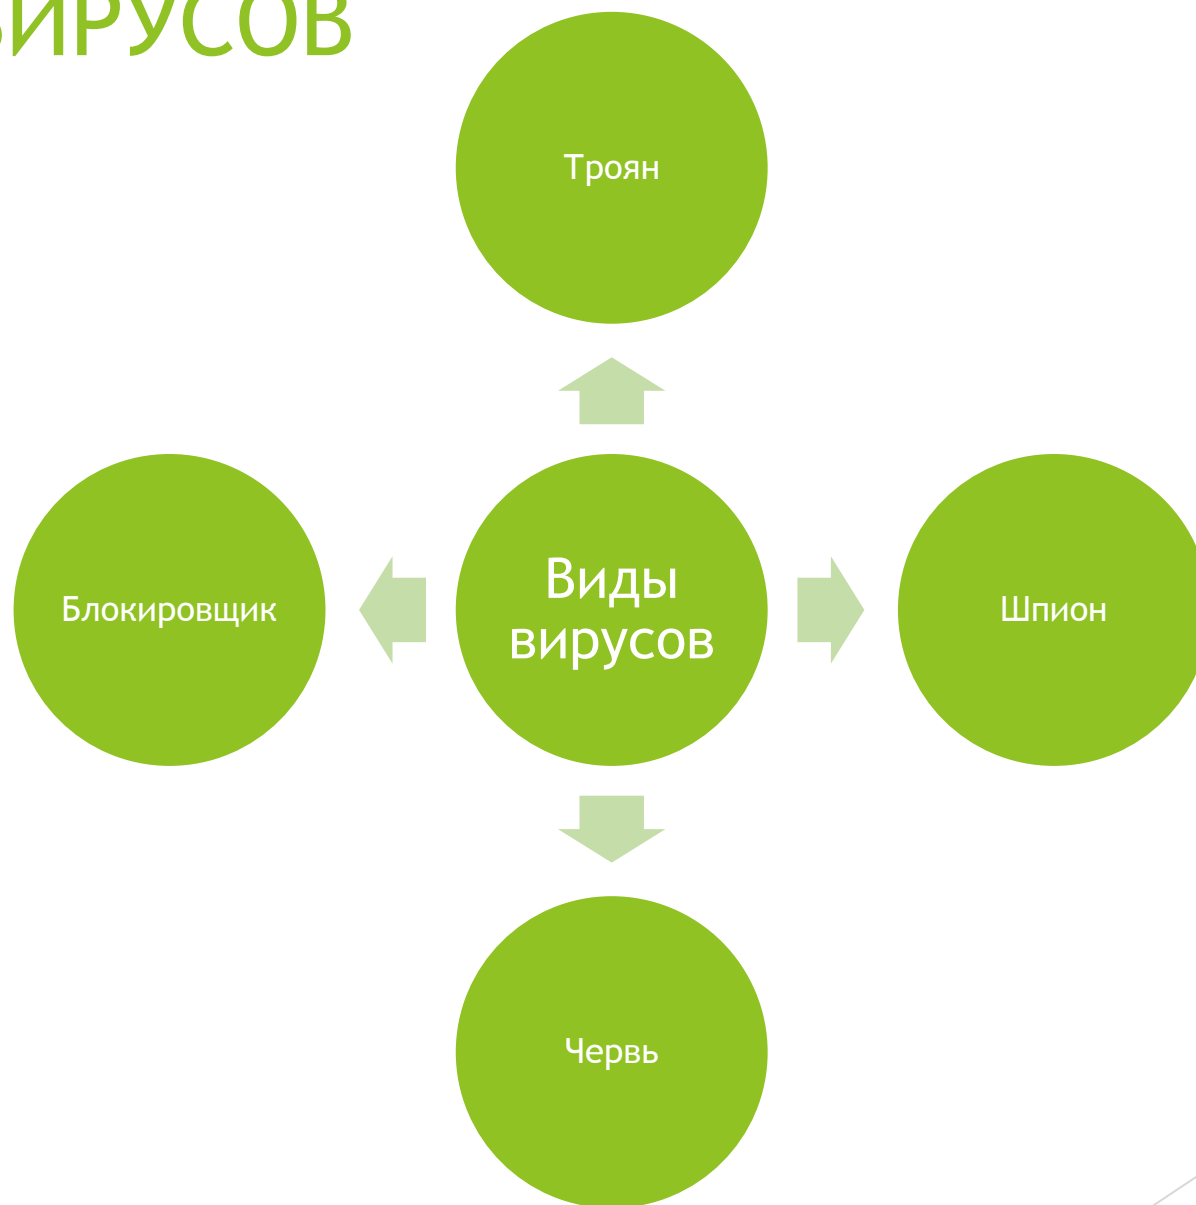 ВИРУСОВ
Троян
Блокировщик
Виды
вирусов
Шпион
Червь